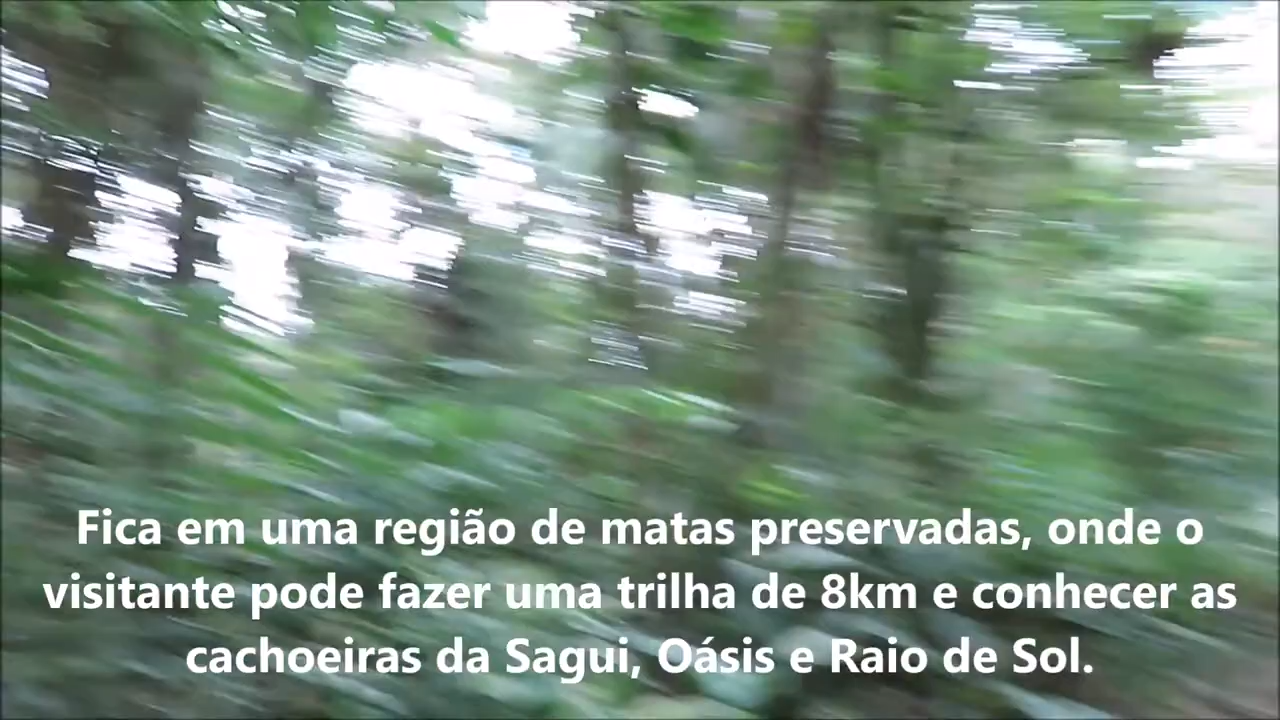 Fica em uma região de matas preservadas, onde o
visitante pode fazer uma trilha de 8km e conhecer as
cachoeiras da Sagui, Oásis e Raio de Sol.